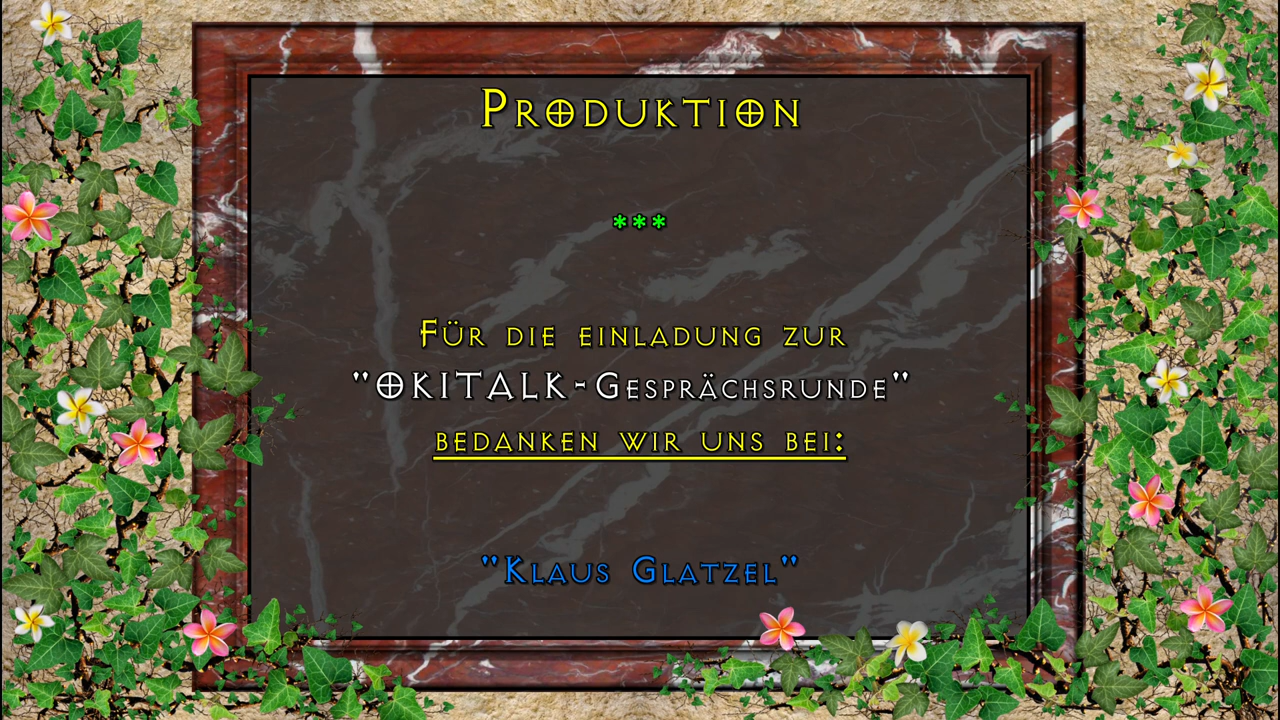 Produktion
***
Für die einladung zur
"OKITALK-Gesprächsrunde"
bedanken wir uns bei:
"Klaus Glatzel"